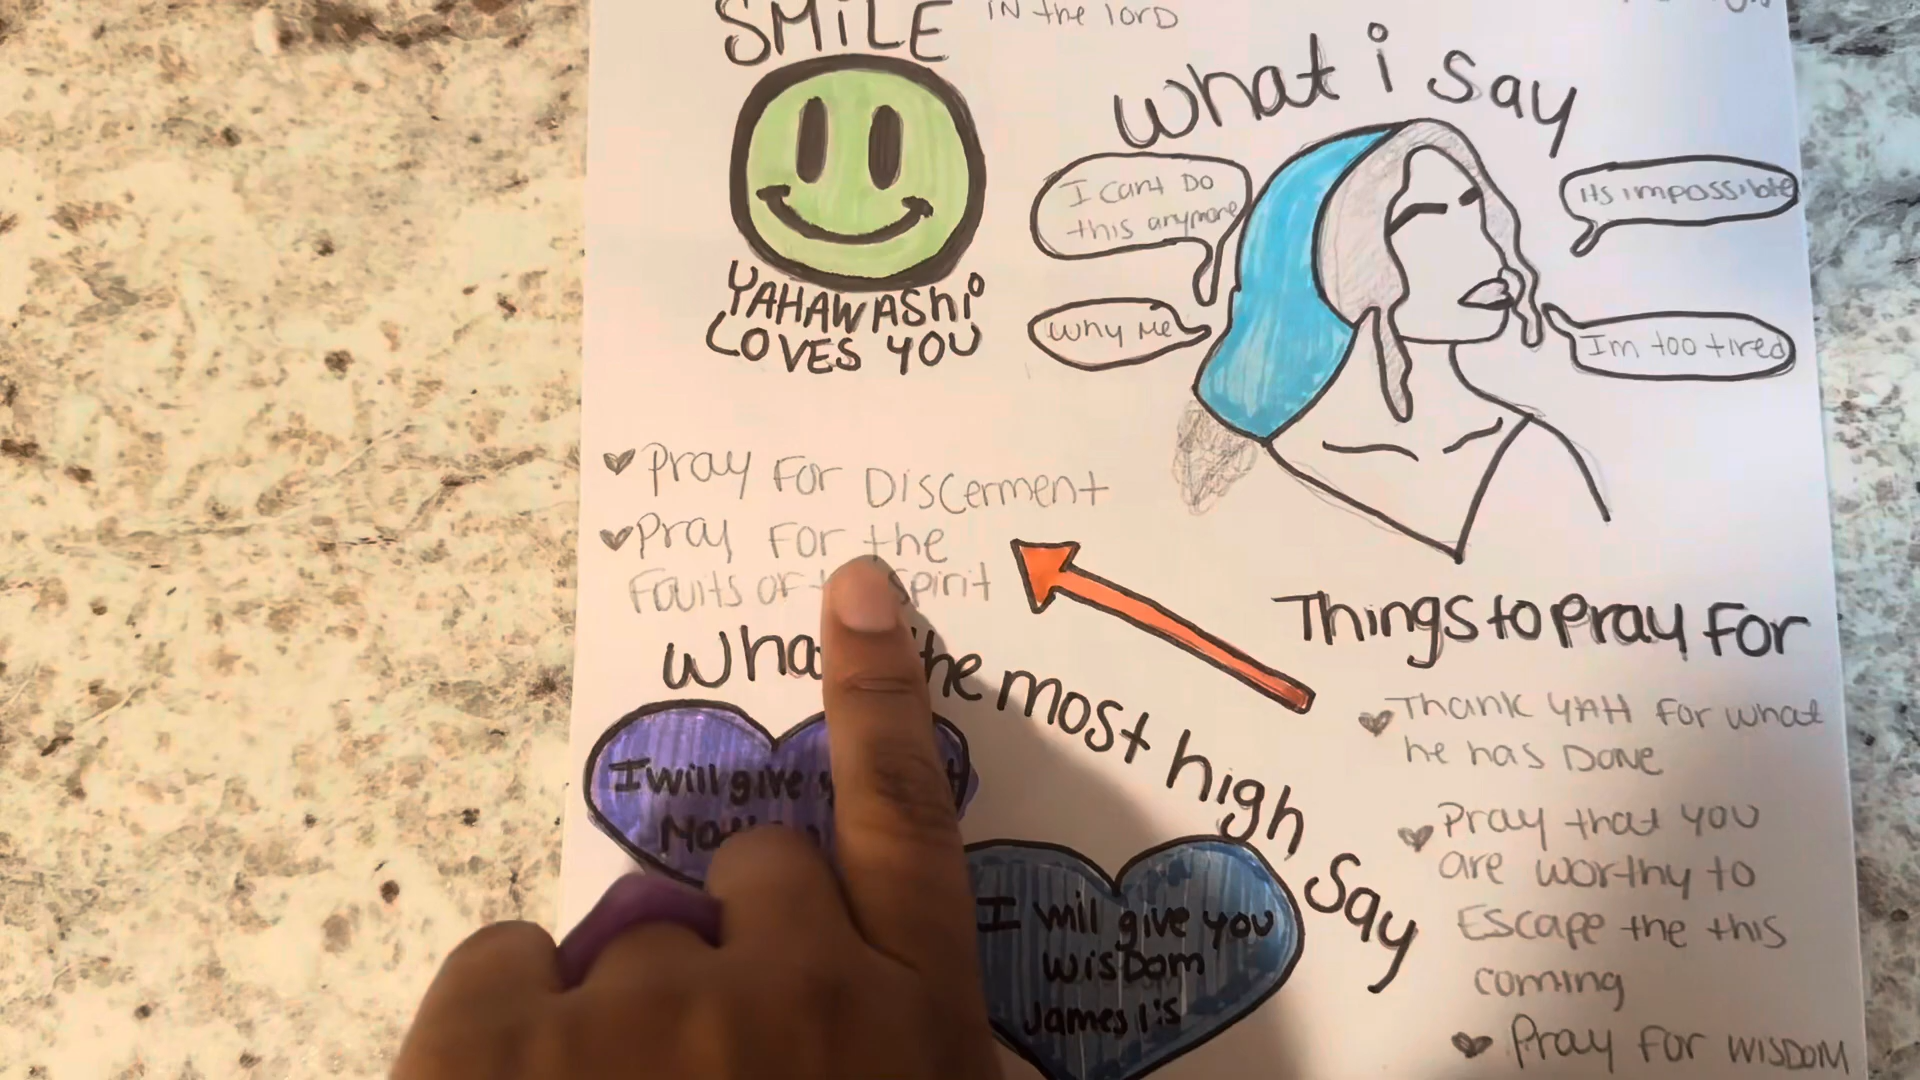 SMiLE
IN the lorD
YAHAWAShi
LOVES YOU
what i say
I cant Do
this anymore
its impossible
Why Me
Im too tired
Pray For Discerment
Pray For the
Fruits of Spirit
the most high Say
I will give
I will give you
wisDom
James 1:5
Things to Pray For
Thank YAH For what
he has DONE
Pray that you
are worthy to
Escape the this
coming
Pray For WISDOM